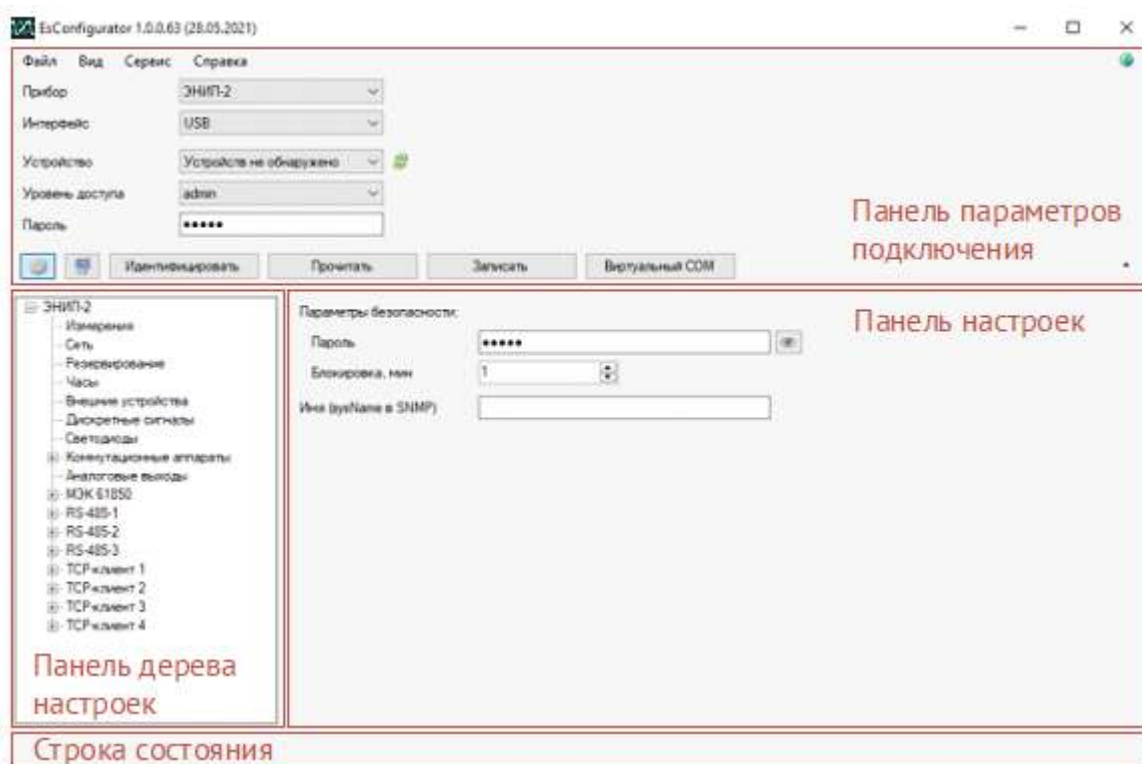 EsConfigurator 1.0.0.63 (28.05.2021)
Файл Вид Сервис Справка
Прибор ЭНИП-2
Интерфейс USB
Устройство Устройств не обнаружено
Уровень доступа admin
Пароль •••••
Панель параметров
подключения
Идентифицировать Прочитать Записать Виртуальный COM
ЭНИП-2
Измерения
Сеть
Резервирование
Часы
Внешние устройства
Дискретные сигналы
Светодиоды
Коммутационные аппараты
Аналоговые выходы
МЭК 61850
RS-485-1
RS-485-2
RS-485-3
TCP-клиент 1
TCP-клиент 2
TCP-клиент 3
TCP-клиент 4
Панель дерева
настроек
Параметры безопасности:
Панель настроек
Пароль •••••
Блокировка, мин 1
Имя (sysName в SNMP)
Строка состояния